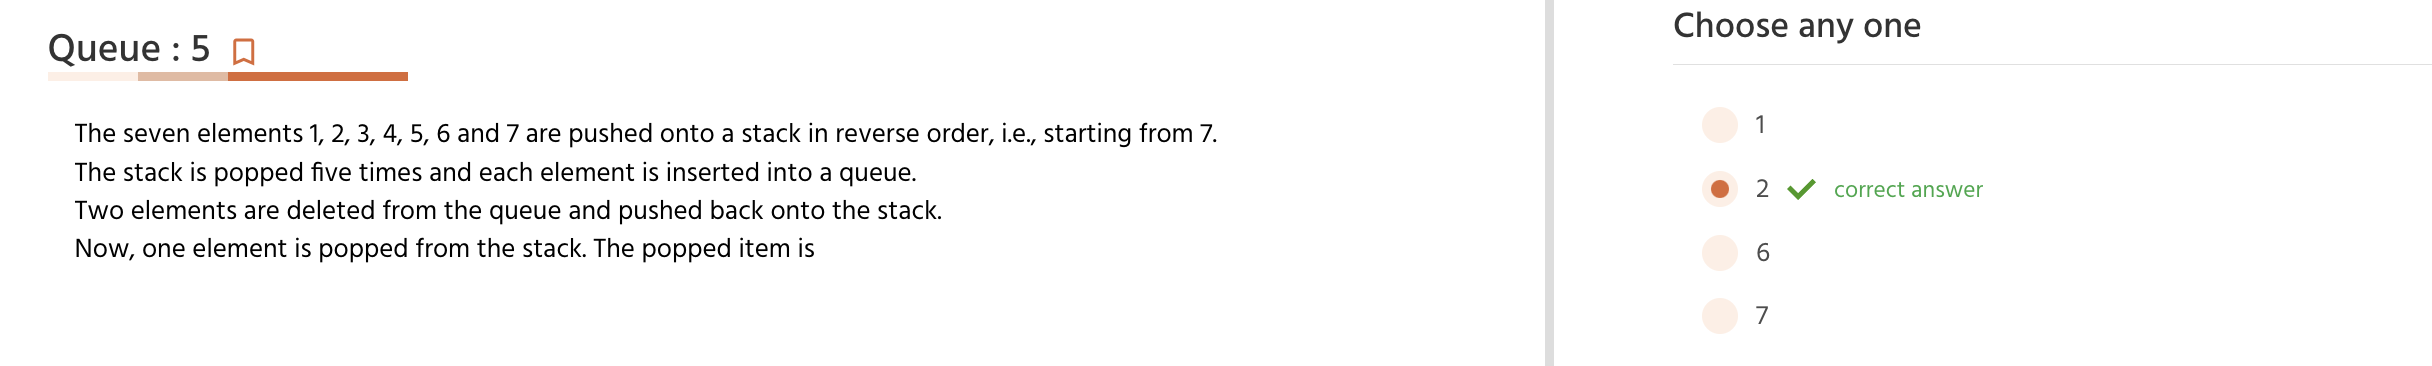 Queue : 5
The seven elements 1, 2, 3, 4, 5, 6 and 7 are pushed onto a stack in reverse order, i.e., starting from 7.
The stack is popped five times and each element is inserted into a queue.
Two elements are deleted from the queue and pushed back onto the stack.
Now, one element is popped from the stack. The popped item is
Choose any one
1
2 correct answer
6
7